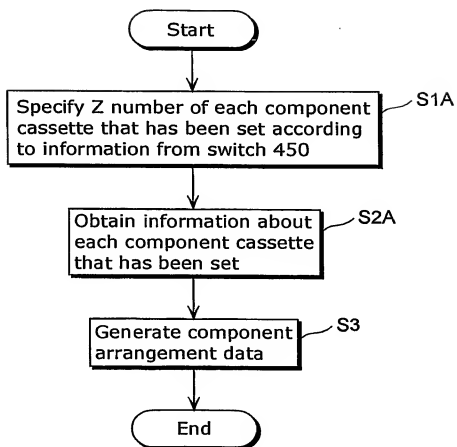 Start
Specify Z number of each component
cassette that has been set according
to information from switch 450
S1A
Obtain information about
each component cassette
that has been set
S2A
Generate component
arrangement data
S3
End